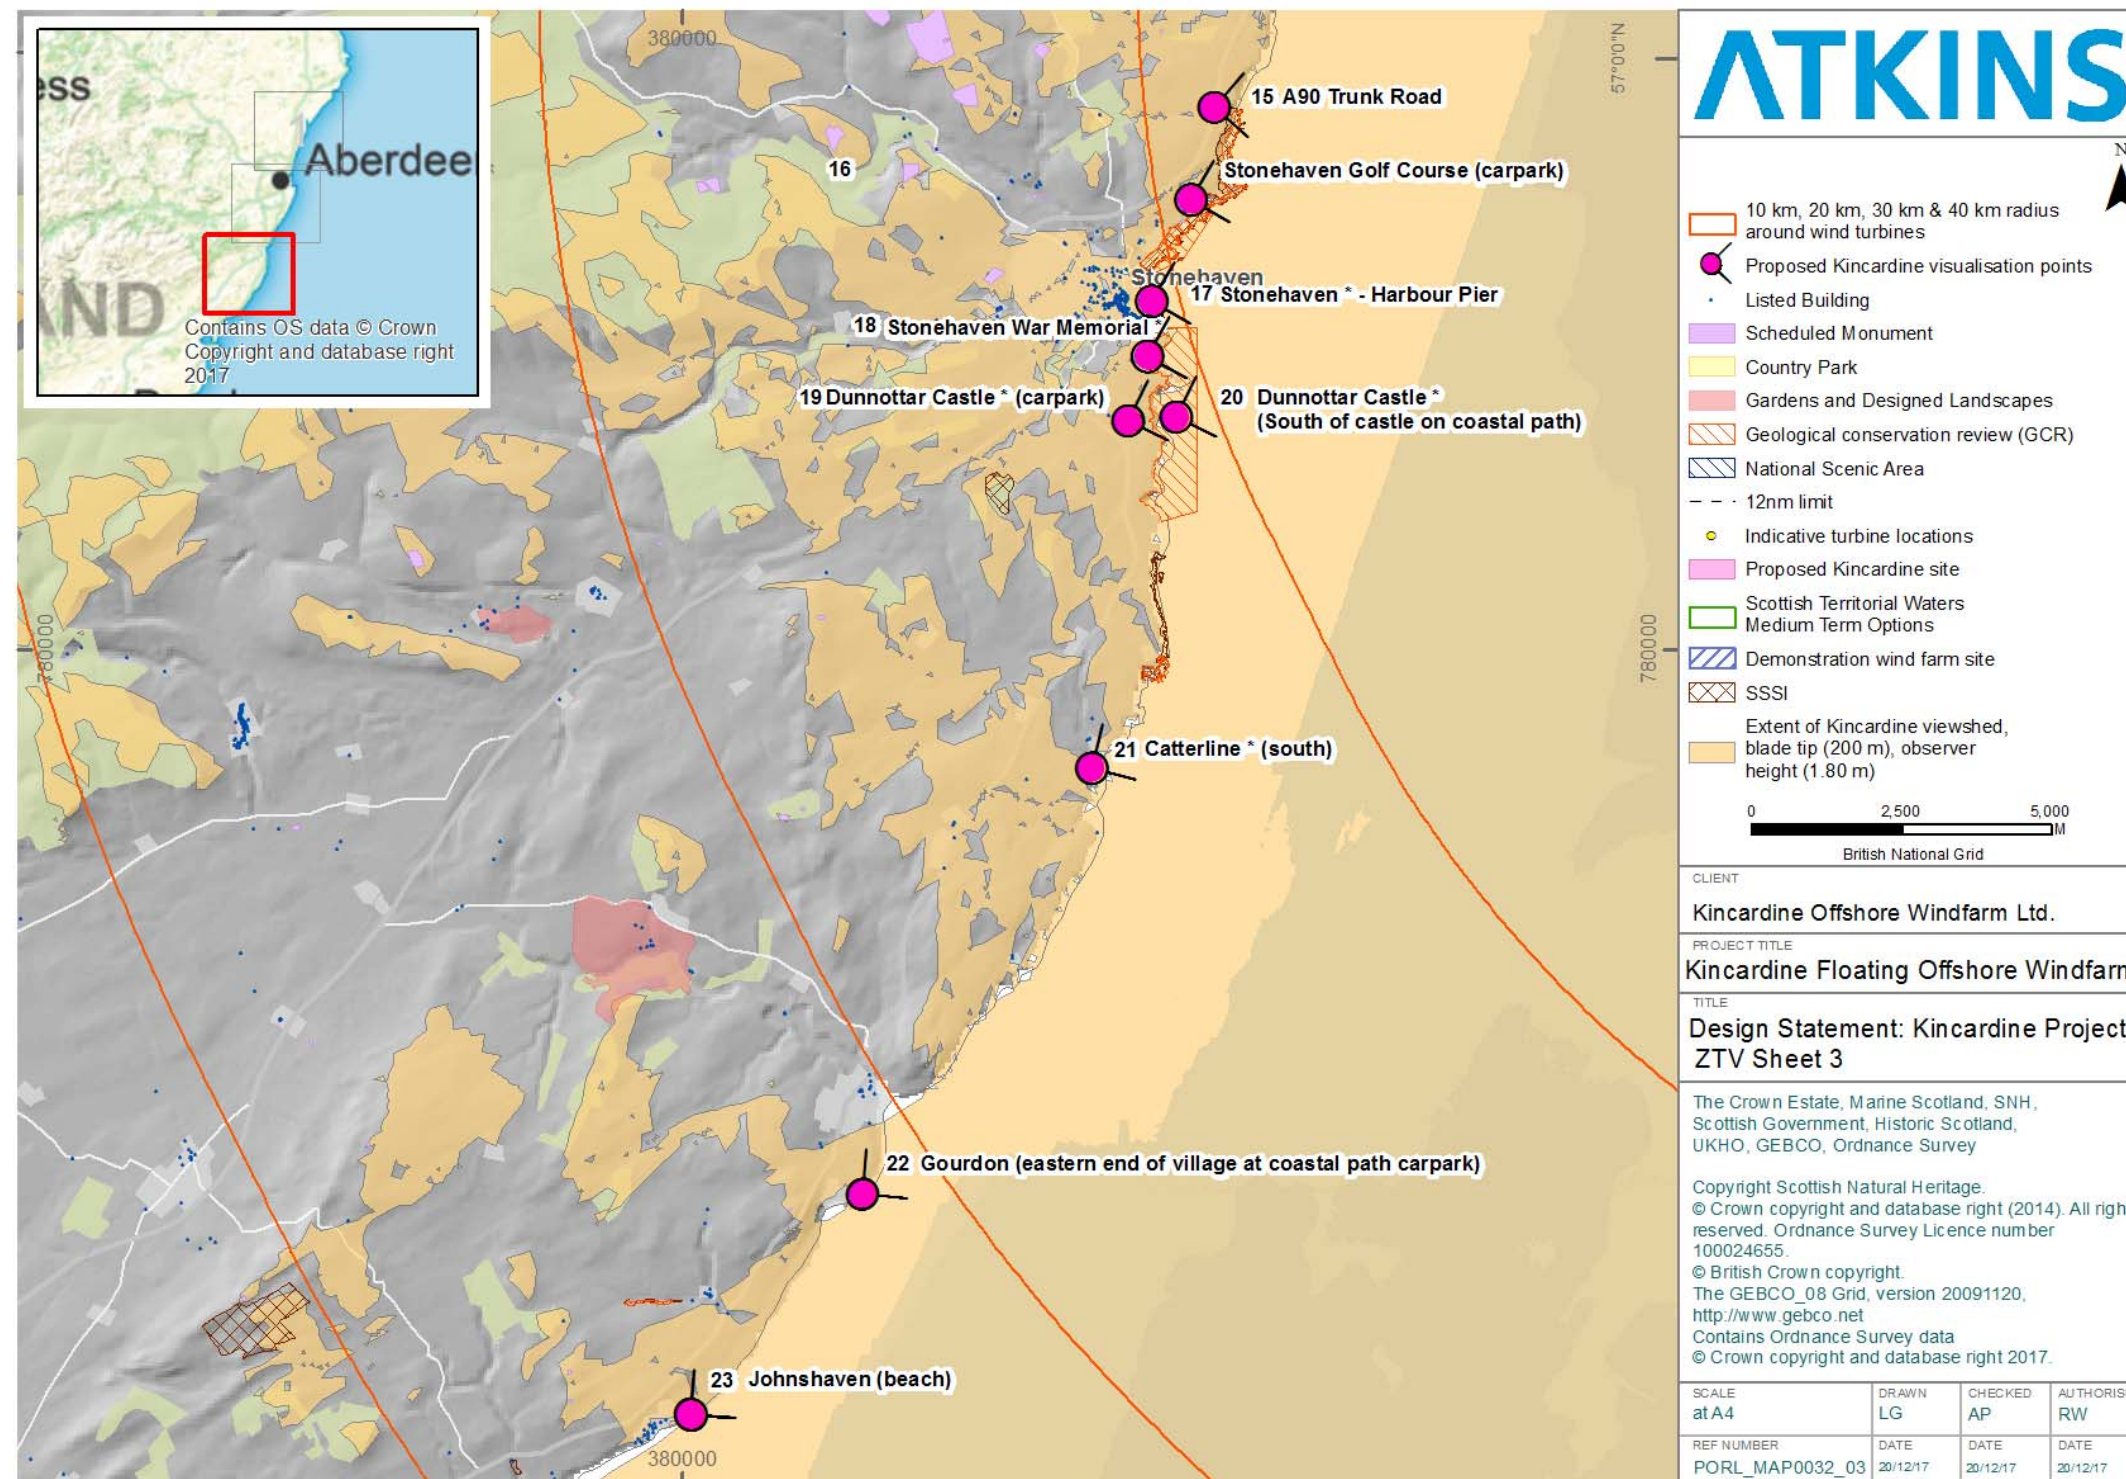 ess
Aberdee
AND
Contains OS data © Crown
Copyright and database right
2017
380000
57°0'0"N
15 A90 Trunk Road
16
Stonehaven Golf Course (carpark)
Stonehaven
17 Stonehaven * - Harbour Pier
18 Stonehaven War Memorial *
19 Dunnottar Castle * (carpark)
20 Dunnottar Castle *
(South of castle on coastal path)
780000
780000
21 Catterline * (south)
22 Gourdon (eastern end of village at coastal path carpark)
23 Johnshaven (beach)
380000
ATKINS
N
10 km, 20 km, 30 km & 40 km radius
around wind turbines
Proposed Kincardine visualisation points
Listed Building
Scheduled Monument
Country Park
Gardens and Designed Landscapes
Geological conservation review (GCR)
National Scenic Area
12nm limit
Indicative turbine locations
Proposed Kincardine site
Scottish Territorial Waters
Medium Term Options
Demonstration wind farm site
SSSI
Extent of Kincardine viewshed,
blade tip (200 m), observer
height (1.80 m)
0 2,500 5,000
M
British National Grid
CLIENT
Kincardine Offshore Windfarm Ltd.
PROJECT TITLE
Kincardine Floating Offshore Windfarm
TITLE
Design Statement: Kincardine Project
ZTV Sheet 3
The Crown Estate, Marine Scotland, SNH,
Scottish Government, Historic Scotland,
UKHO, GEBCO, Ordnance Survey
Copyright Scottish Natural Heritage.
© Crown copyright and database right (2014). All righ
reserved. Ordnance Survey Licence number
100024655.
© British Crown copyright.
The GEBCO_08 Grid, version 20091120,
http://www.gebco.net
Contains Ordnance Survey data
© Crown copyright and database right 2017.
SCALE DRAWN CHECKED AUTHORIS
at A4 LG AP RW
REF NUMBER DATE DATE DATE
PORL_MAP0032_03 20/12/17 20/12/17 20/12/17